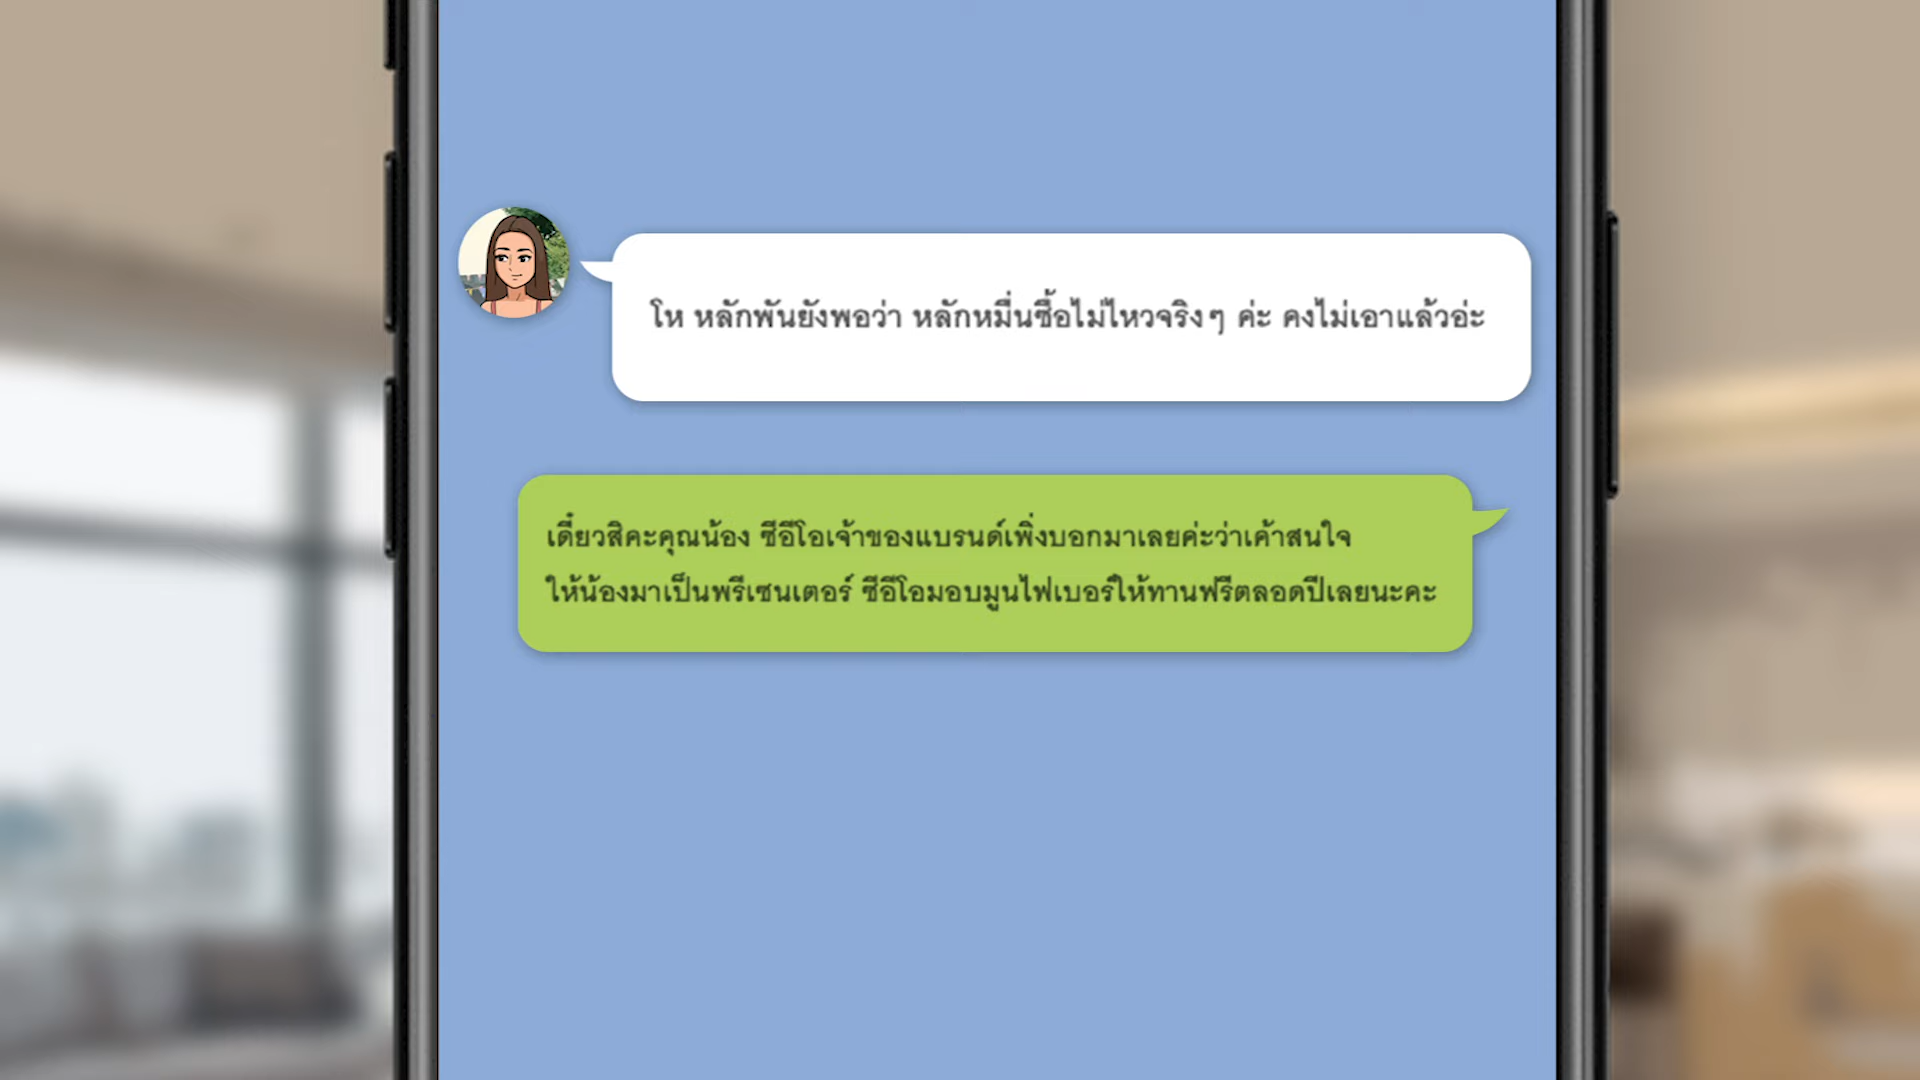 โห หลักพันยังพอว่า หลักหมื่นซื้อไม่ไหวจริงๆ ค่ะ คงไม่เอาแล้วอ่ะ
เดี๋ยวสิคะคุณน้อง ซีอีโอเจ้าของแบรนด์เพิ่งบอกมาเลยค่ะว่าเค้าสนใจ
ให้น้องมาเป็นพรีเซนเตอร์ ซีอีโอมอบมูนไฟเบอร์ให้ทานฟรีตลอดปีเลยนะคะ